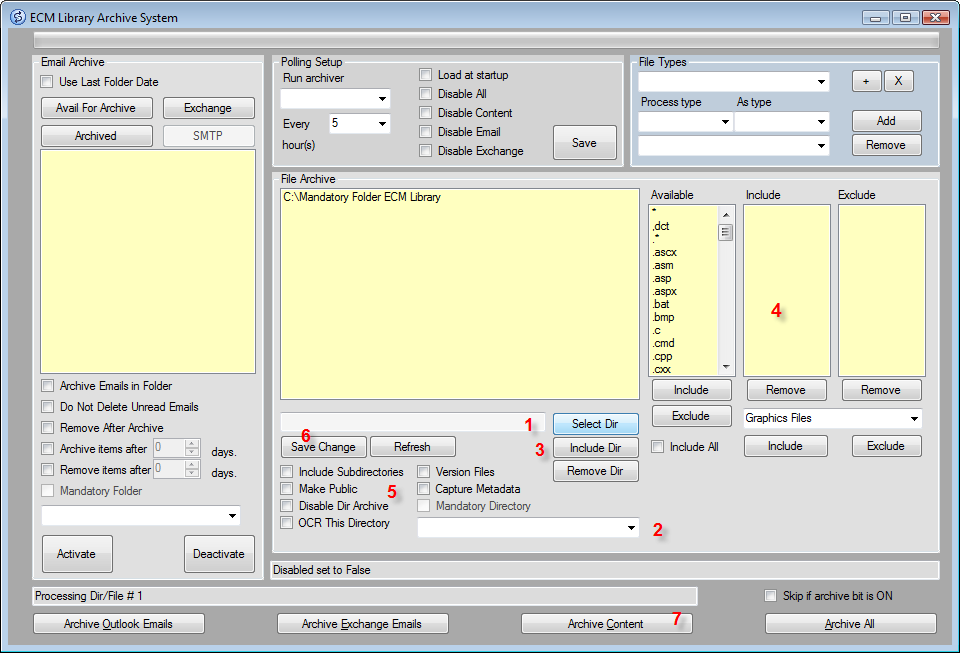 ECM Library Archive System
Email Archive
Use Last Folder Date
Avail For Archive
Exchange
Archived
SMTP
Archive Emails in Folder
Do Not Delete Unread Emails
Remove After Archive
Archive items after 0 days.
Remove items after 0 days.
Mandatory Folder
Activate
Deactivate
Polling Setup
Run archiver
Every 5
hour(s)
Load at startup
Disable All
Disable Content
Disable Email
Disable Exchange
Save
File Types
+ X
Process type As type
Add
Remove
File Archive
C:\Mandatory Folder ECM Library
1
Select Dir
6
Save Change
Refresh
3
Include Dir
Remove Dir
Include Subdirectories
Make Public
Disable Dir Archive
OCR This Directory
5
Version Files
Capture Metadata
Mandatory Directory
2
Available
*
,dct
.*
.ascx
.asm
.asp
.aspx
.bat
.bmp
.c
.cmd
.cpp
.cxx
Include
Exclude
Include All
Include
4
Remove
Exclude
Remove
Graphics Files
Include
Exclude
Disabled set to False
Processing Dir/File # 1
Skip if archive bit is ON
Archive Outlook Emails
Archive Exchange Emails
Archive Content
7
Archive All